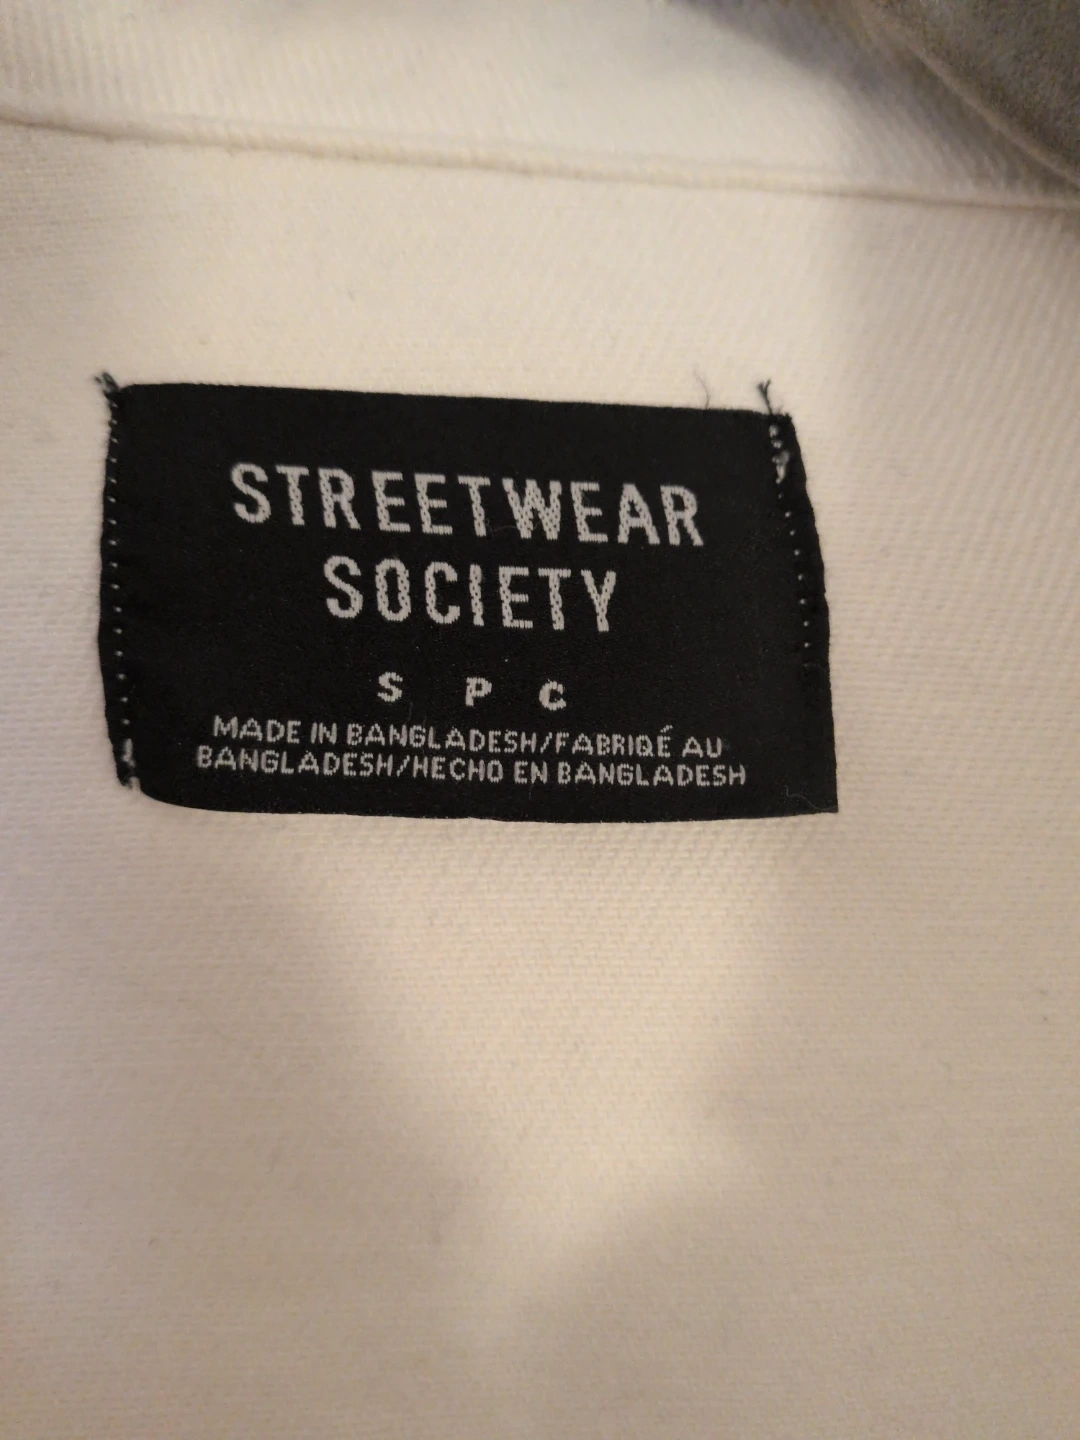 STREETWEAR
SOCIETY
S P C
MADE IN BANGLADESH/FABRIQÉ AU
BANGLADESH/HECHO EN BANGLADESH